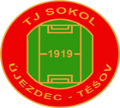 TJ SOKOL
1919
ÚJEZDEC - TĚŠOV